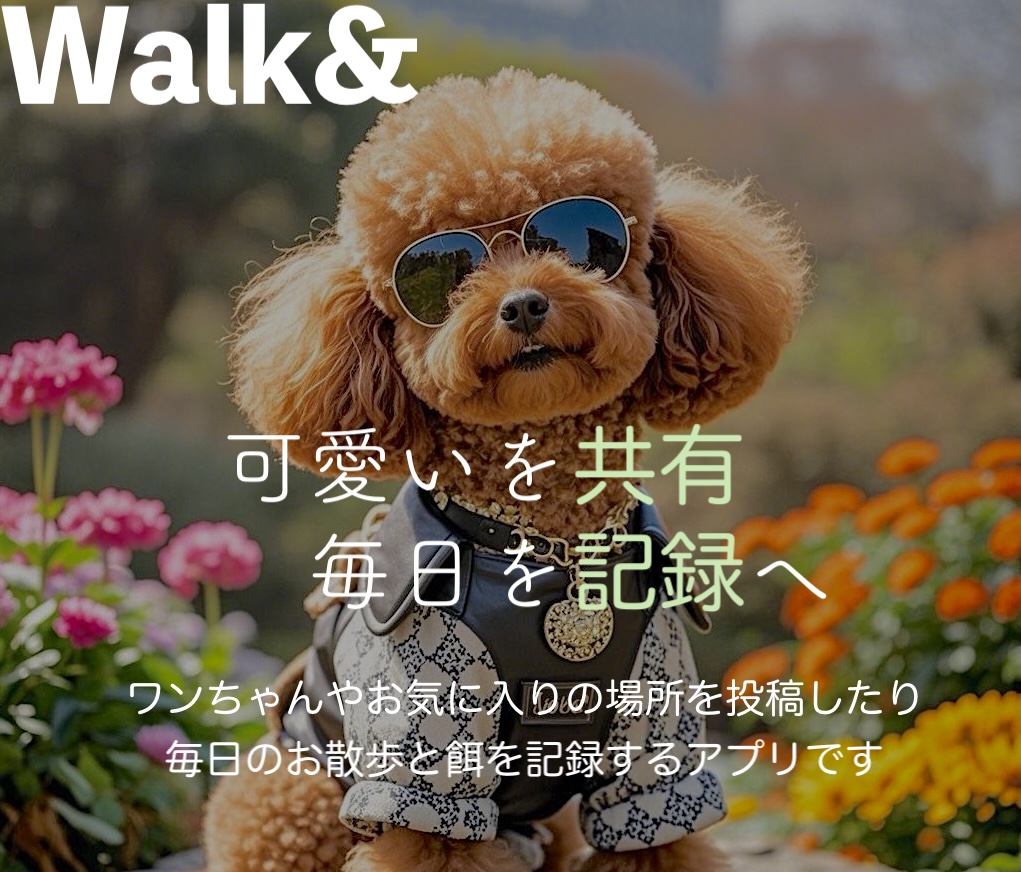 Walk&
可愛いを共有
毎日を記録へ
ワンちゃんやお気に入りの場所を投稿したり
毎日のお散歩と餌を記録するアプリです